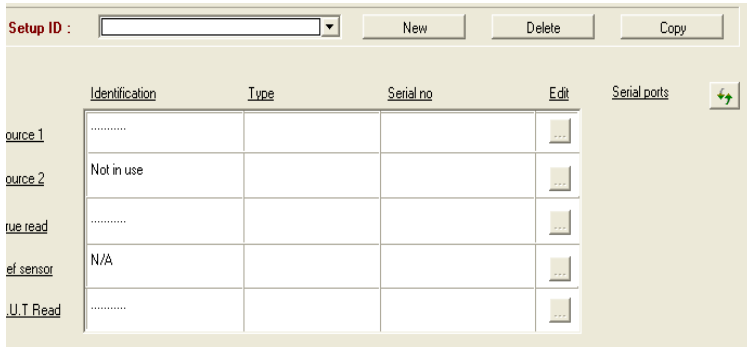 Setup ID :
New Delete Copy
Identification Type Serial no Edit Serial ports
ource 1 ........... ...
ource 2 Not in use ...
rue read ........... ...
ef sensor N/A ...
.U.T Read ........... ...